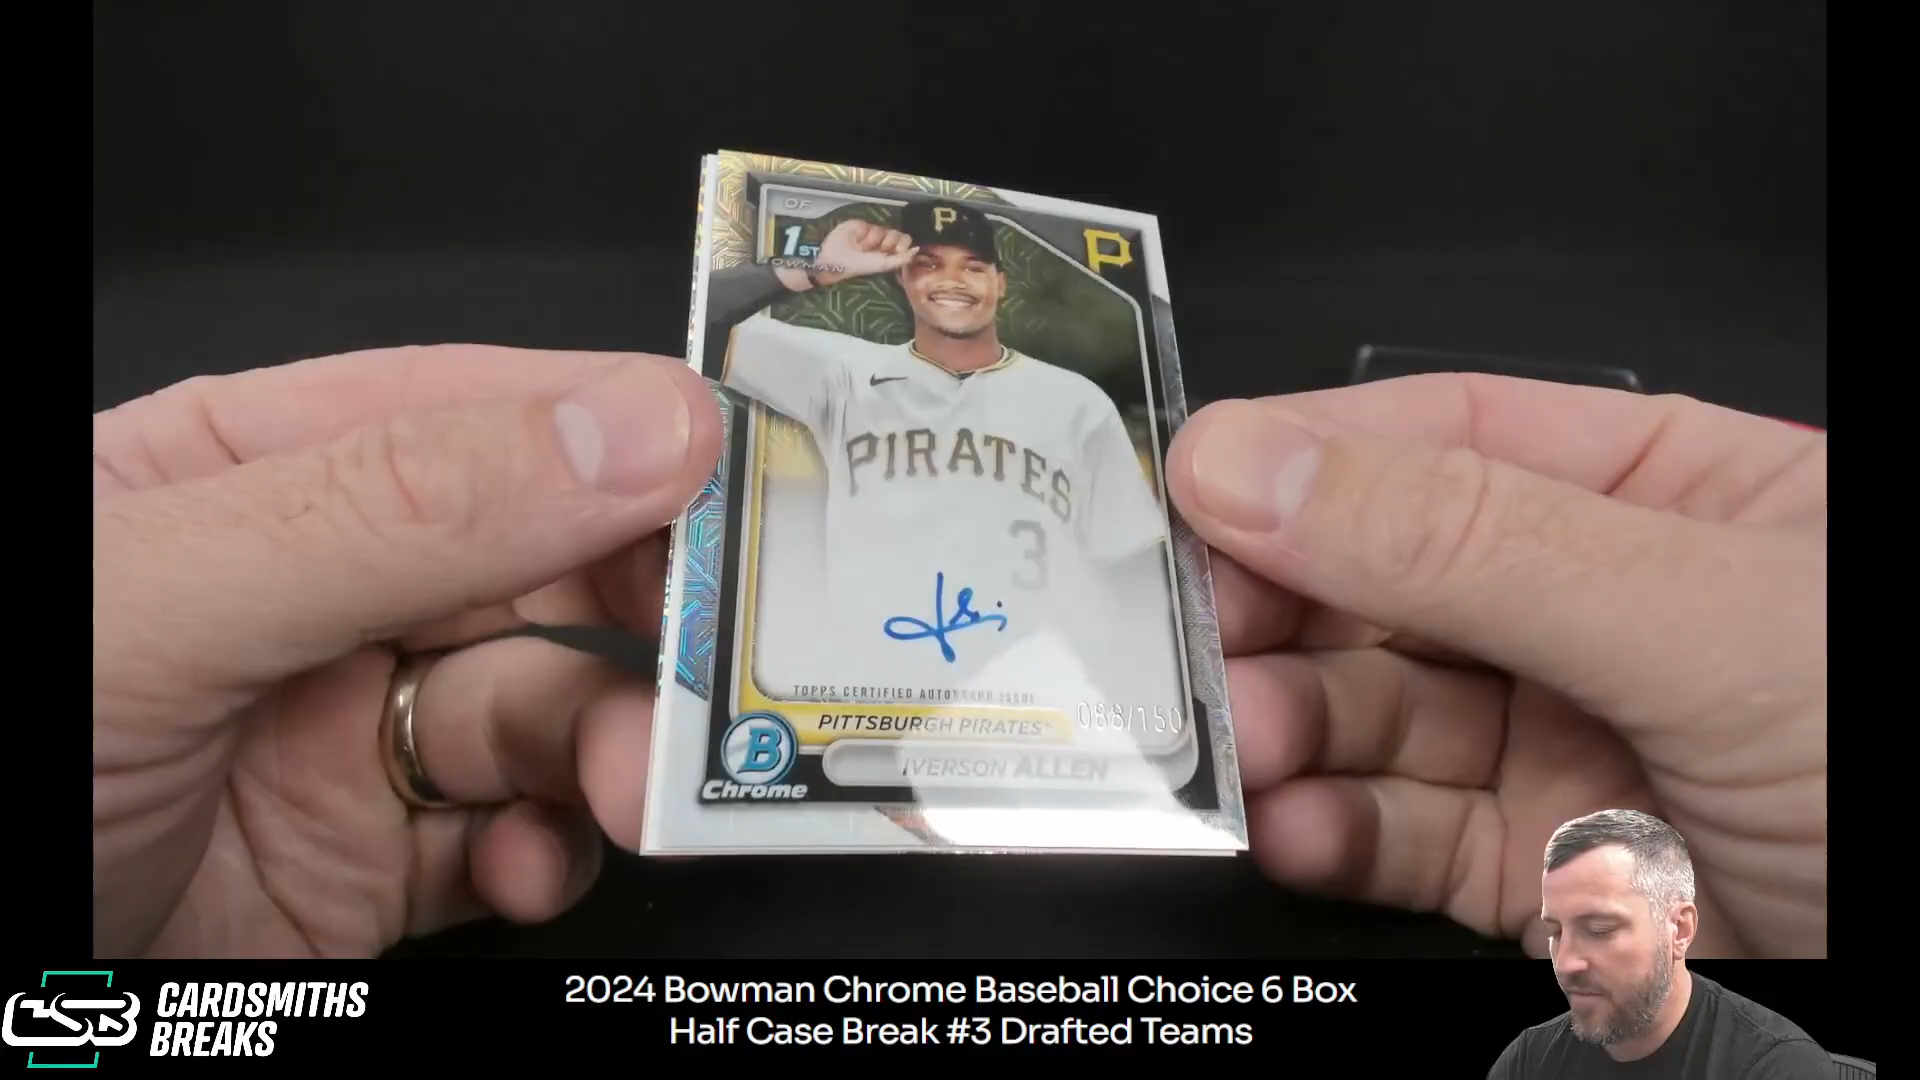 P
OF
1ST
BOWMAN
P
PIRATES
3
TOPPS CERTIFIED AUTOGRAPH ISSUE
PITTSBURGH PIRATES
088/150
IVERSON ALLEN
B
Chrome
CSB
CARDSMITHS
BREAKS
2024 Bowman Chrome Baseball Choice 6 Box
Half Case Break #3 Drafted Teams